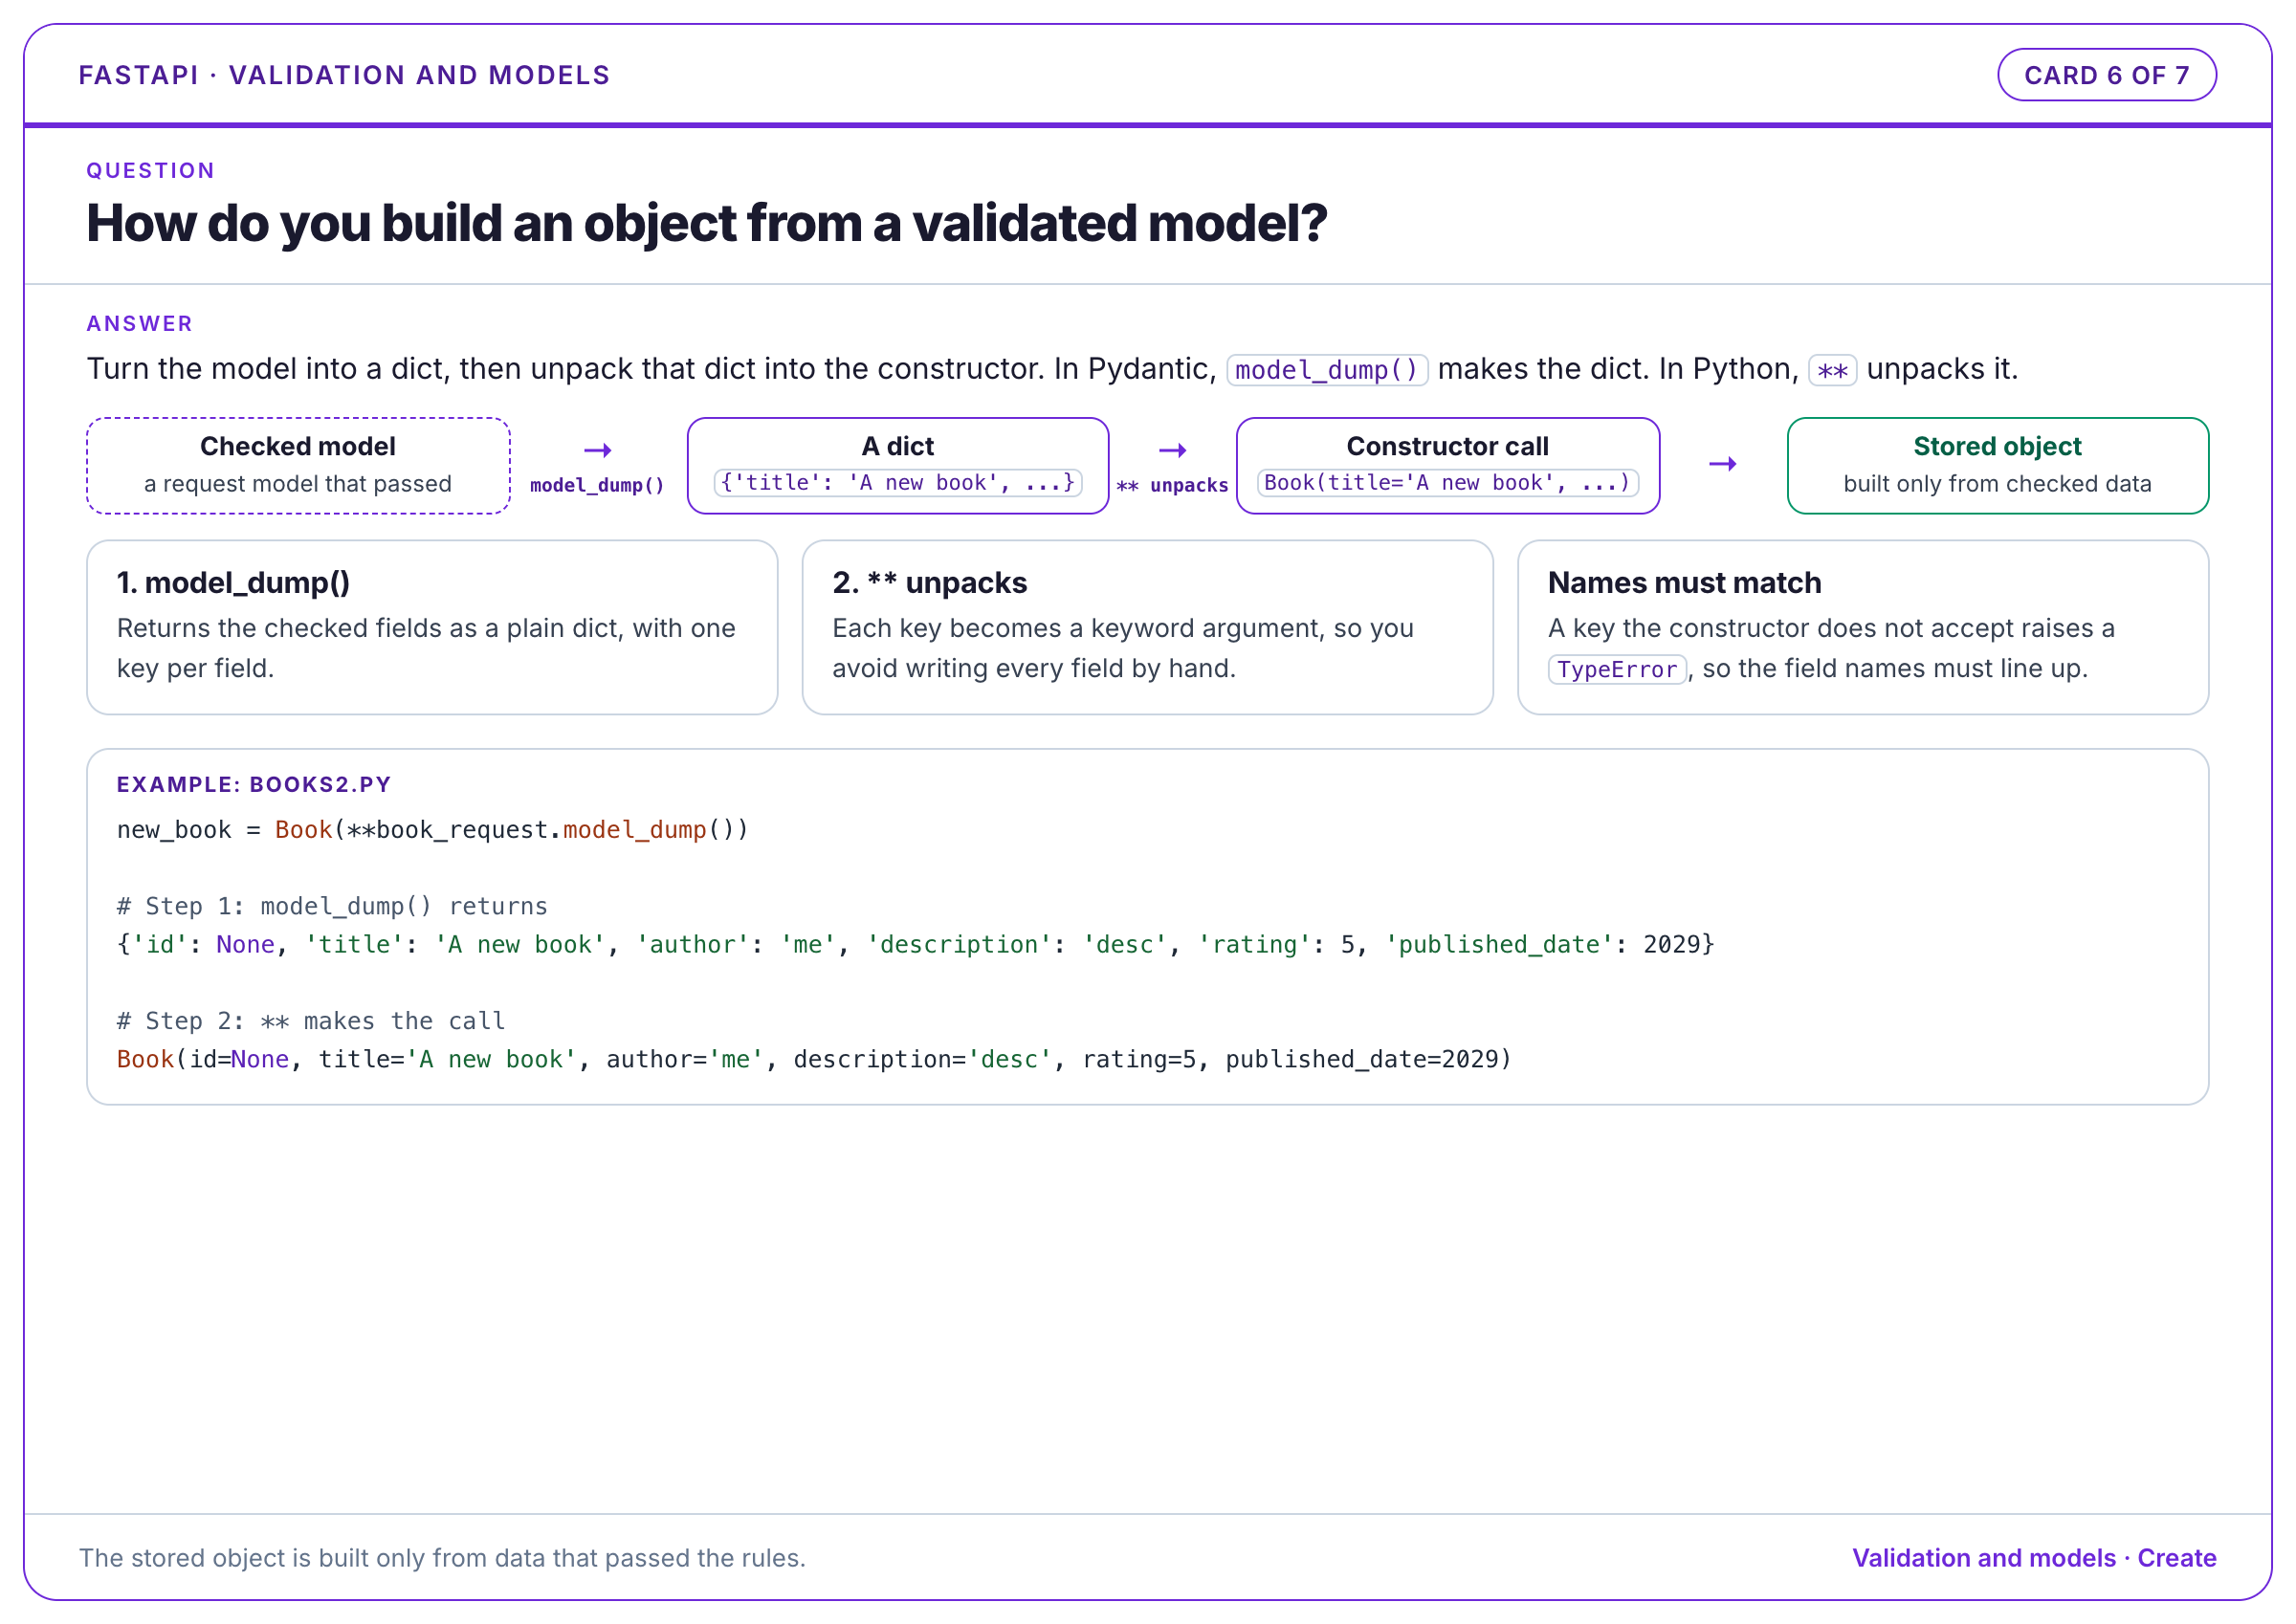 FASTAPI · VALIDATION AND MODELS
CARD 6 OF 7
QUESTION
How do you build an object from a validated model?
ANSWER
Turn the model into a dict, then unpack that dict into the constructor. In Pydantic, model_dump() makes the dict. In Python, ** unpacks it.
Checked model
a request model that passed
→
model_dump()
A dict
{'title': 'A new book', ...}
→
** unpacks
Constructor call
Book(title='A new book', ...)
→
Stored object
built only from checked data
1. model_dump()
Returns the checked fields as a plain dict, with one
key per field.
2. ** unpacks
Each key becomes a keyword argument, so you
avoid writing every field by hand.
Names must match
A key the constructor does not accept raises a
TypeError, so the field names must line up.
EXAMPLE: BOOKS2.PY
new_book = Book(**book_request.model_dump())
# Step 1: model_dump() returns
{'id': None, 'title': 'A new book', 'author': 'me', 'description': 'desc', 'rating': 5, 'published_date': 2029}
# Step 2: ** makes the call
Book(id=None, title='A new book', author='me', description='desc', rating=5, published_date=2029)
The stored object is built only from data that passed the rules.
Validation and models · Create